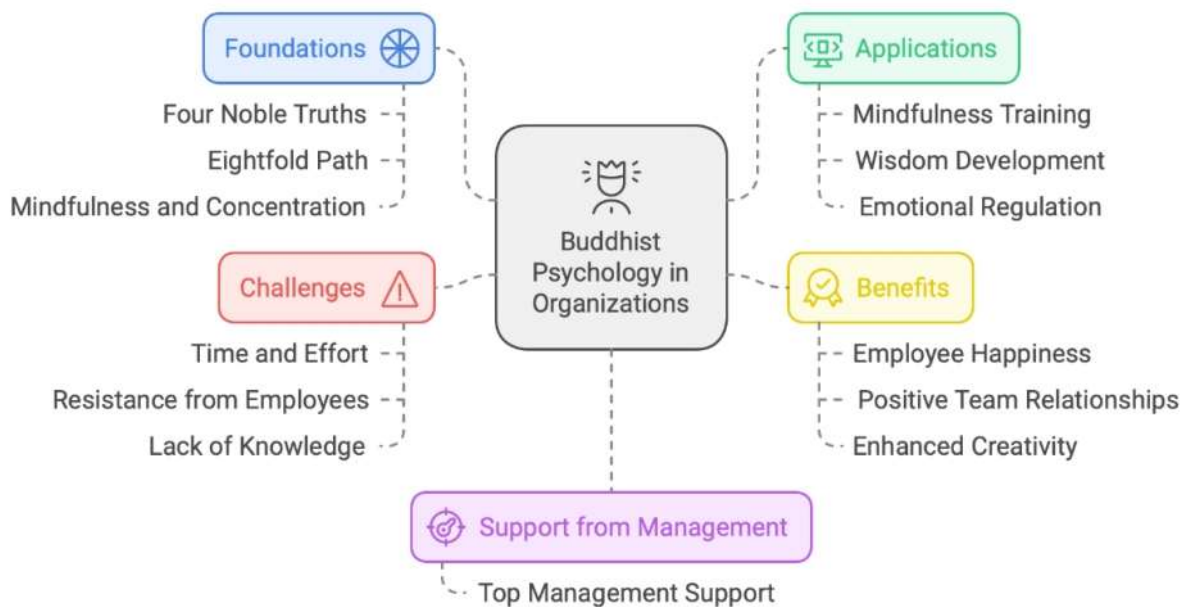 Foundations
Four Noble Truths
Eightfold Path
Mindfulness and Concentration
Applications
Mindfulness Training
Wisdom Development
Emotional Regulation
Buddhist
Psychology in
Organizations
Challenges
Time and Effort
Resistance from Employees
Lack of Knowledge
Benefits
Employee Happiness
Positive Team Relationships
Enhanced Creativity
Support from Management
Top Management Support